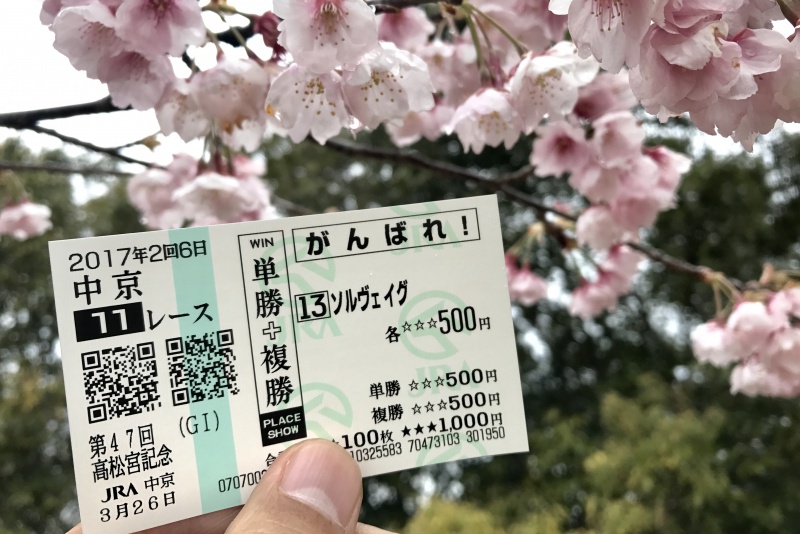 2017年2回6日
中京
11レース
(GI)
第47回
高松宮記念
JRA 中京
3月26日
WIN
単勝+複勝
PLACE
SHOW
がんばれ!
13 ソルヴェイグ
各☆☆☆500円
単勝 ☆☆☆500円
複勝 ☆☆☆500円
★100枚 ★★★1,000円
070700 10325583 70473103 301950
JRA